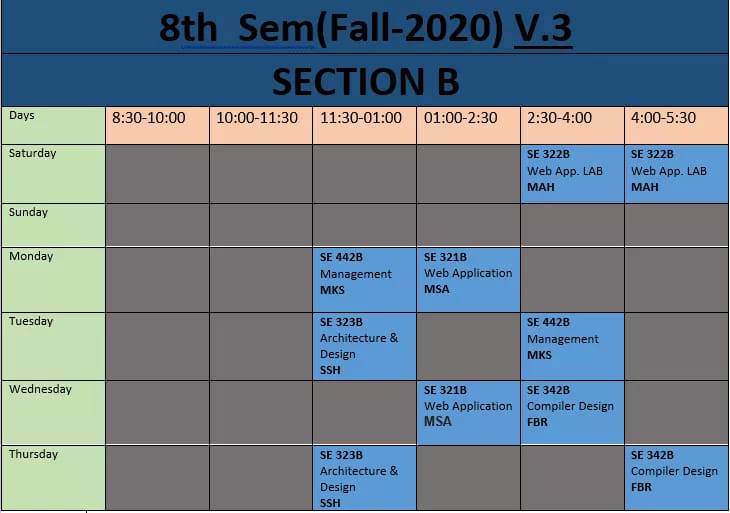 8th Sem(Fall-2020) V.3
SECTION B
Days 8:30-10:00 10:00-11:30 11:30-01:00 01:00-2:30 2:30-4:00 4:00-5:30
Saturday
SE 322B
Web App. LAB
MAH
SE 322B
Web App. LAB
MAH
Sunday
Monday
SE 442B
Management
MKS
SE 321B
Web Application
MSA
Tuesday
SE 323B
Architecture &
Design
SSH
SE 442B
Management
MKS
Wednesday
SE 321B
Web Application
MSA
SE 342B
Compiler Design
FBR
Thursday
SE 323B
Architecture &
Design
SSH
SE 342B
Compiler Design
FBR